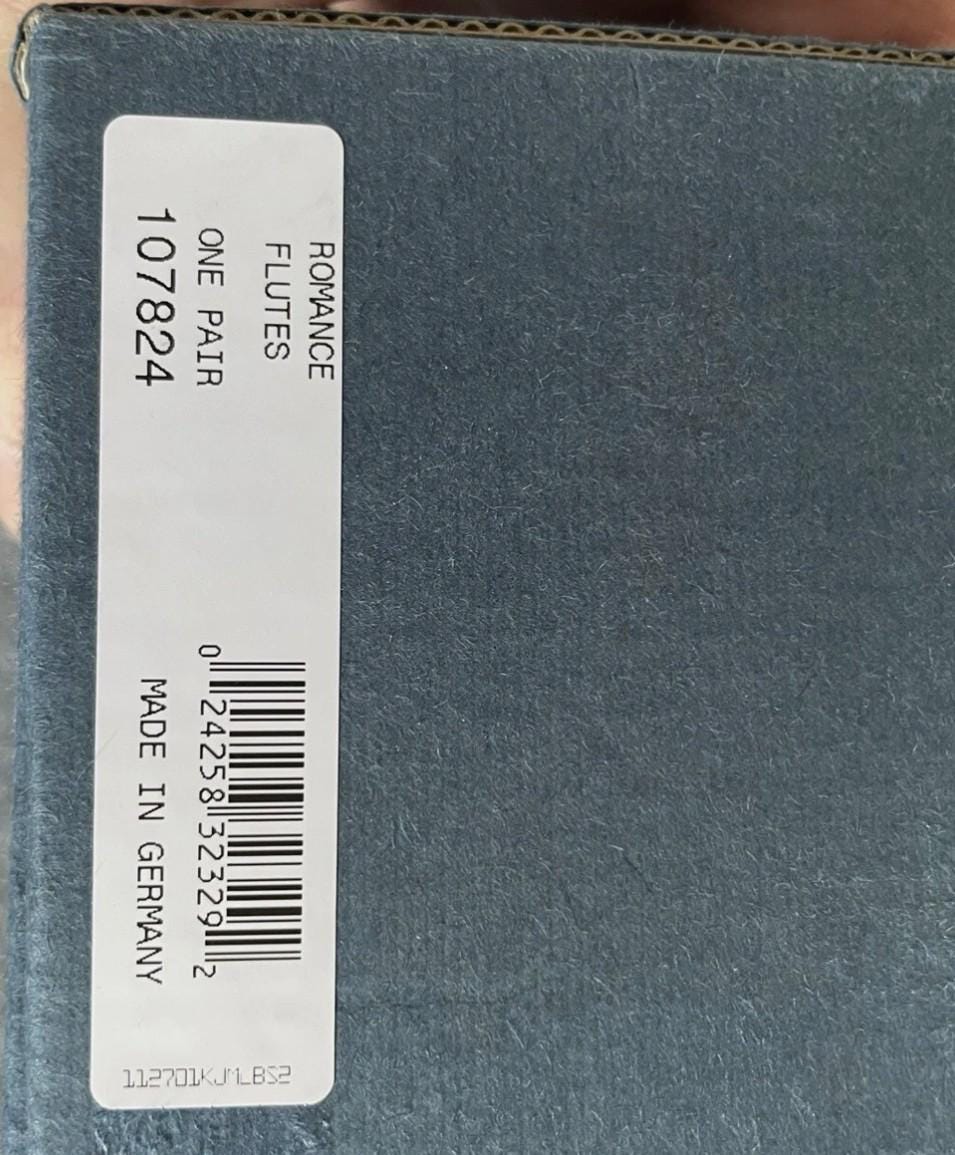 ROMANCE
FLUTES
ONE PAIR
107824
0 24258 32329 2
MADE IN GERMANY
112701KJMLBS2